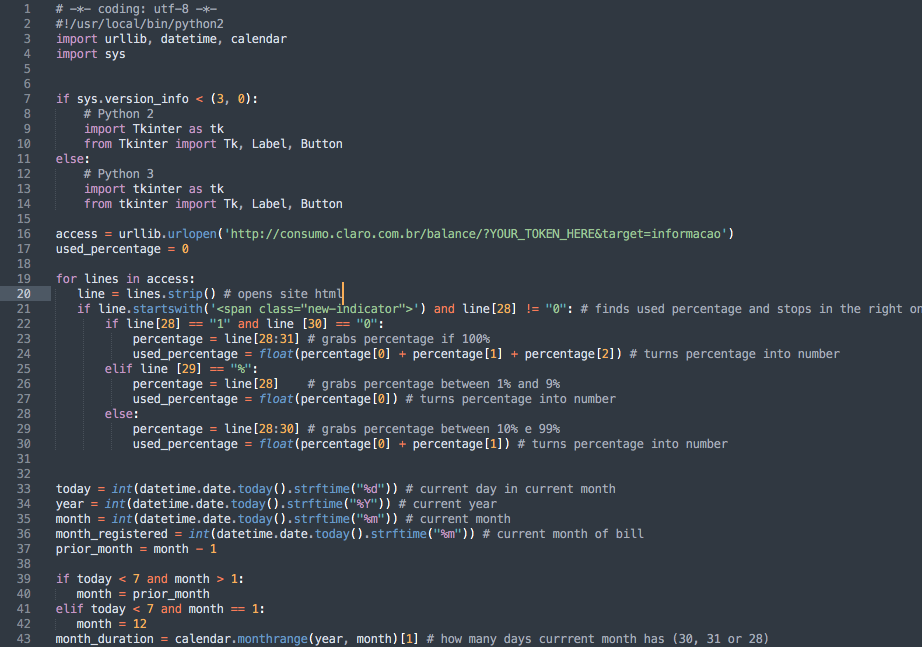 1 # -*- coding: utf-8 -*-
2 #!/usr/local/bin/python2
3 import urllib, datetime, calendar
4 import sys
5
6
7 if sys.version_info < (3, 0):
8     # Python 2
9     import Tkinter as tk
10     from Tkinter import Tk, Label, Button
11 else:
12     # Python 3
13     import tkinter as tk
14     from tkinter import Tk, Label, Button
15
16 access = urllib.urlopen('http://consumo.claro.com.br/balance/?YOUR_TOKEN_HERE&target=informacao')
17 used_percentage = 0
18
19 for lines in access:
20    line = lines.strip() # opens site html
21    if line.startswith('<span class="new-indicator">') and line[28] != "0": # finds used percentage and stops in the right
22        if line[28] == "1" and line [30] == "0":
23            percentage = line[28:31] # grabs percentage if 100%
24            used_percentage = float(percentage[0] + percentage[1] + percentage[2]) # turns percentage into number
25        elif line [29] == "%":
26            percentage = line[28]    # grabs percentage between 1% and 9%
27            used_percentage = float(percentage[0]) # turns percentage into number
28        else:
29            percentage = line[28:30] # grabs percentage between 10% e 99%
30            used_percentage = float(percentage[0] + percentage[1]) # turns percentage into number
31
32
33 today = int(datetime.date.today().strftime("%d")) # current day in current month
34 year = int(datetime.date.today().strftime("%Y")) # current year
35 month = int(datetime.date.today().strftime("%m")) # current month
36 month_registered = int(datetime.date.today().strftime("%m")) # current month of bill
37 prior_month = month - 1
38
39 if today < 7 and month > 1:
40    month = prior_month
41 elif today < 7 and month == 1:
42    month = 12
43 month_duration = calendar.monthrange(year, month)[1] # how many days currrent month has (30, 31 or 28)